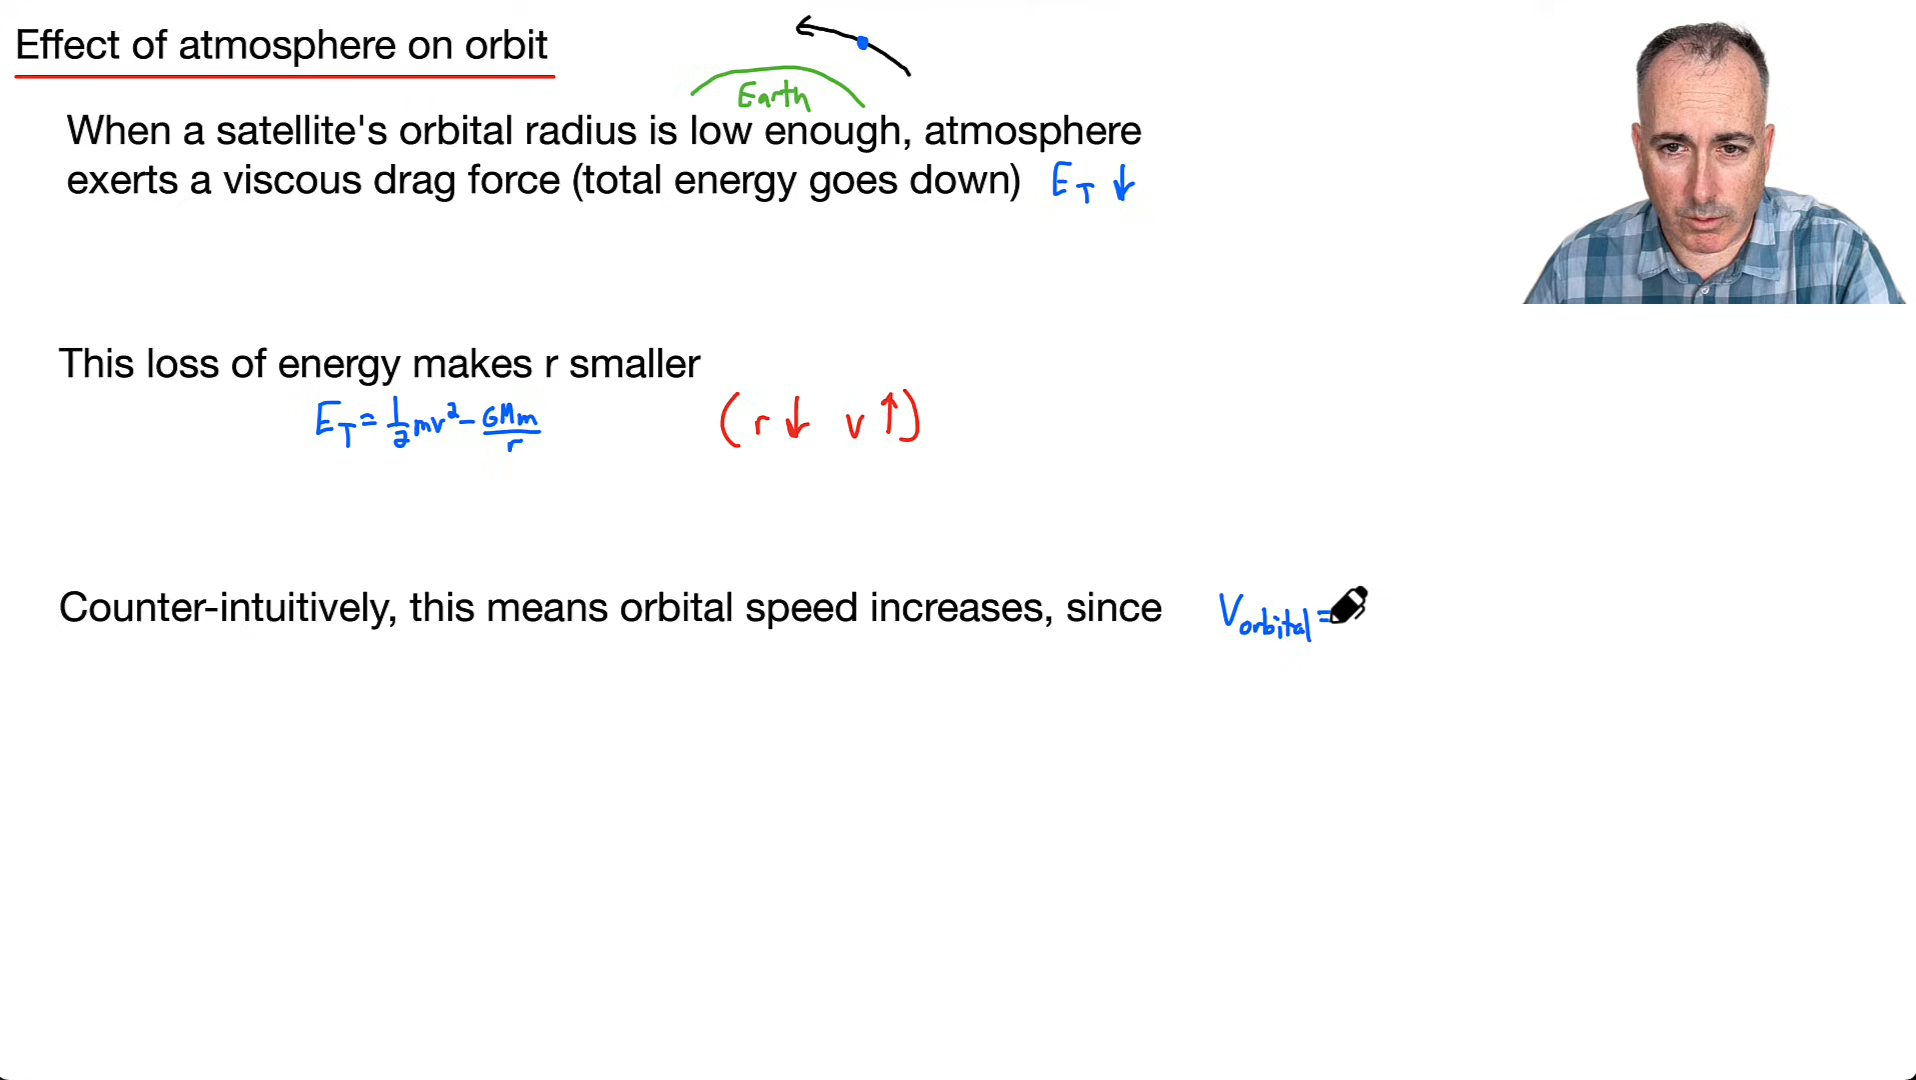 Effect of atmosphere on orbit
Earth
When a satellite's orbital radius is low enough, atmosphere
exerts a viscous drag force (total energy goes down) E_T ↓
This loss of energy makes r smaller
E_T = 1/2 mv² - GMm/r (r ↓ v ↑)
Counter-intuitively, this means orbital speed increases, since V_orbital =